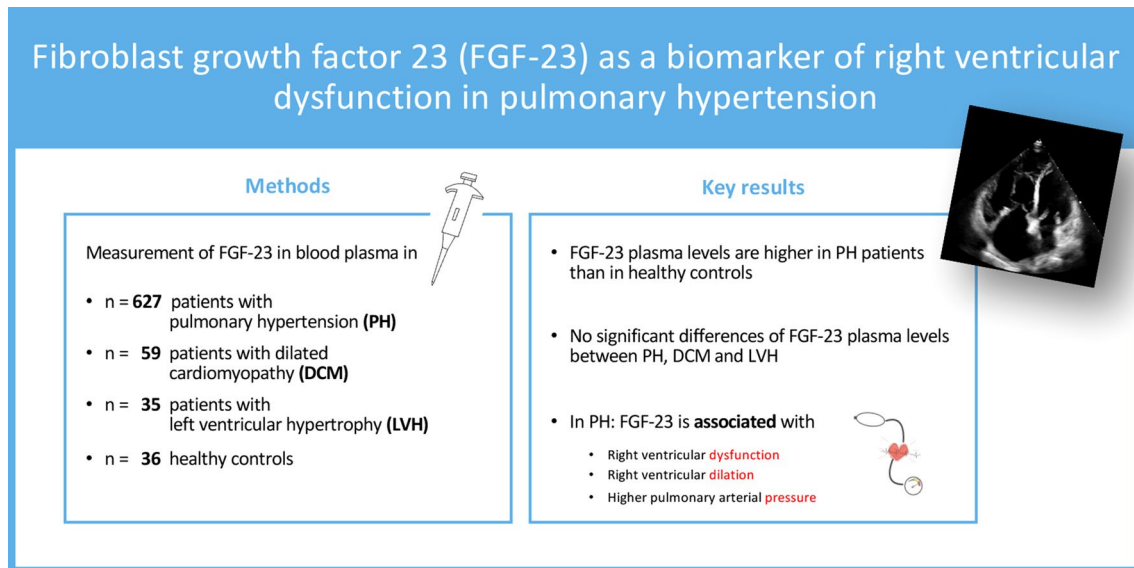 Fibroblast growth factor 23 (FGF-23) as a biomarker of right ventricular
dysfunction in pulmonary hypertension
Methods
Measurement of FGF-23 in blood plasma in
• n = 627 patients with
pulmonary hypertension (PH)
• n = 59 patients with dilated
cardiomyopathy (DCM)
• n = 35 patients with
left ventricular hypertrophy (LVH)
• n = 36 healthy controls
Key results
• FGF-23 plasma levels are higher in PH patients
than in healthy controls
• No significant differences of FGF-23 plasma levels
between PH, DCM and LVH
• In PH: FGF-23 is associated with
• Right ventricular dysfunction
• Right ventricular dilation
• Higher pulmonary arterial pressure